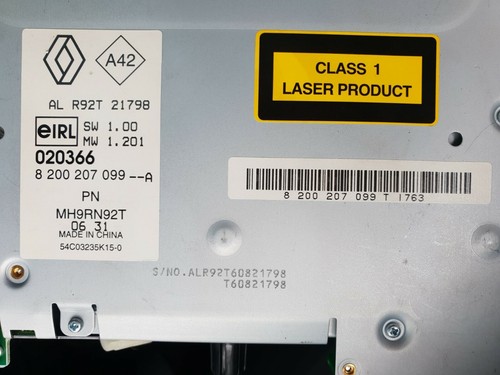 A42
AL R92T 21798
eIRL SW 1.00
MW 1.201
020366
8 200 207 099 --A
PN
MH9RN92T
06 31
MADE IN CHINA
54C03235K15-0
CLASS 1
LASER PRODUCT
8 200 207 099 T 1763
S/NO.ALR92T60821798
T60821798